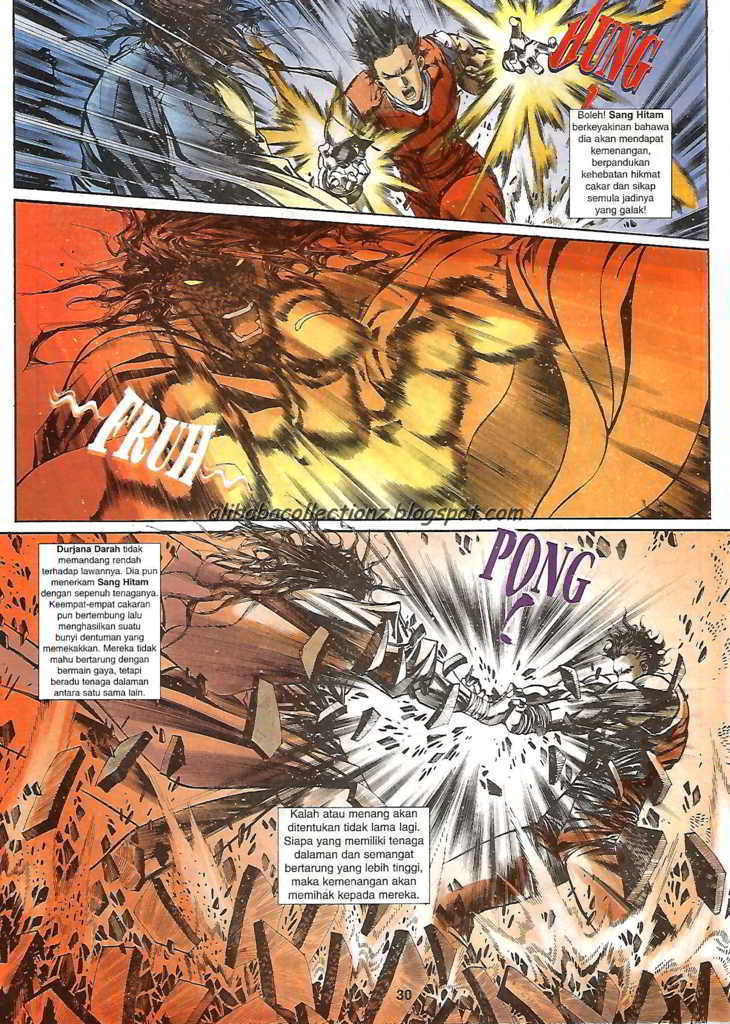 DUNG
!
Boleh! Sang Hitam
berkeyakinan bahawa
dia akan mendapat
kemenangan,
berpandukan
kehebatan hikmat
cakar dan sikap
semula jadinya
yang galak!
FRUH
alibabacollectionz.blogspot.com
Durjana Darah tidak
memandang rendah
terhadap lawannya. Dia pun
menerkam Sang Hitam
dengan sepenuh tenaganya.
Keempat-empat cakaran
pun bertembung lalu
menghasilkan suatu
bunyi dentuman yang
memekakkan. Mereka tidak
mahu bertarung dengan
bermain gaya, tetapi
beradu tenaga dalaman
antara satu sama lain.
PONG
!
Kalah atau menang akan
ditentukan tidak lama lagi.
Siapa yang memiliki tenaga
dalaman dan semangat
bertarung yang lebih tinggi,
maka kemenangan akan
memihak kepada mereka.
30